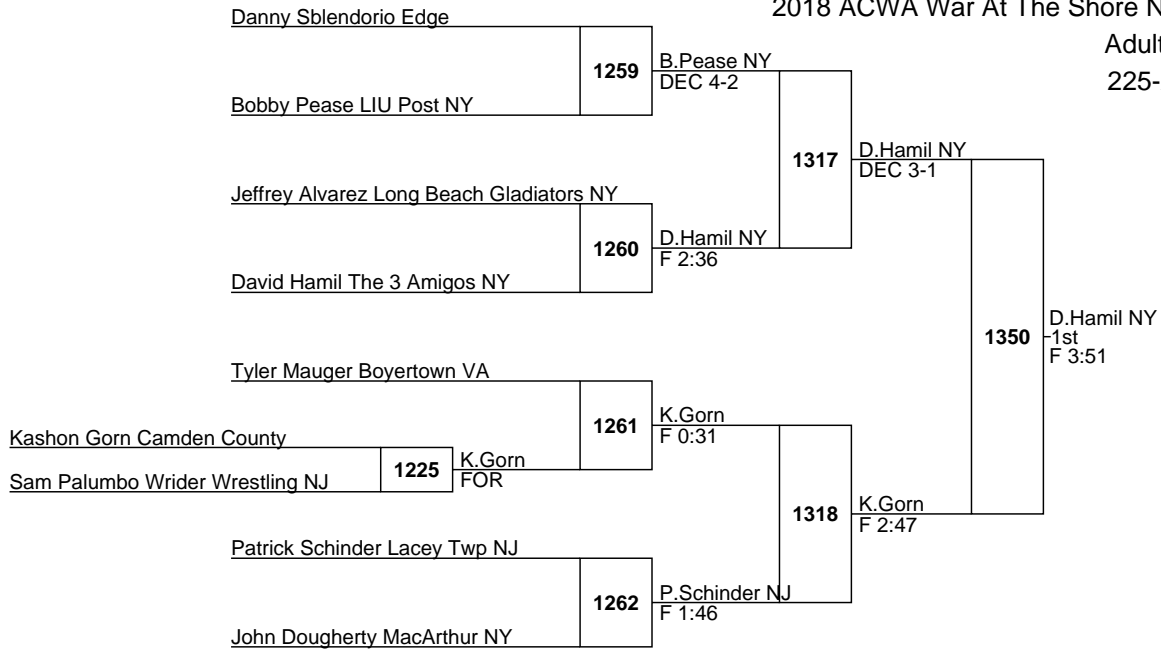 2018 ACWA War At The Shore N
Adult
225-
Danny Sblendorio Edge
1259
B.Pease NY
DEC 4-2
Bobby Pease LIU Post NY
1317
D.Hamil NY
DEC 3-1
Jeffrey Alvarez Long Beach Gladiators NY
1260
D.Hamil NY
F 2:36
David Hamil The 3 Amigos NY
1350
D.Hamil NY
1st
F 3:51
Tyler Mauger Boyertown VA
1261
K.Gorn
F 0:31
Kashon Gorn Camden County
1225
K.Gorn
FOR
Sam Palumbo Wrider Wrestling NJ
1318
K.Gorn
F 2:47
Patrick Schinder Lacey Twp NJ
1262
P.Schinder NJ
F 1:46
John Dougherty MacArthur NY